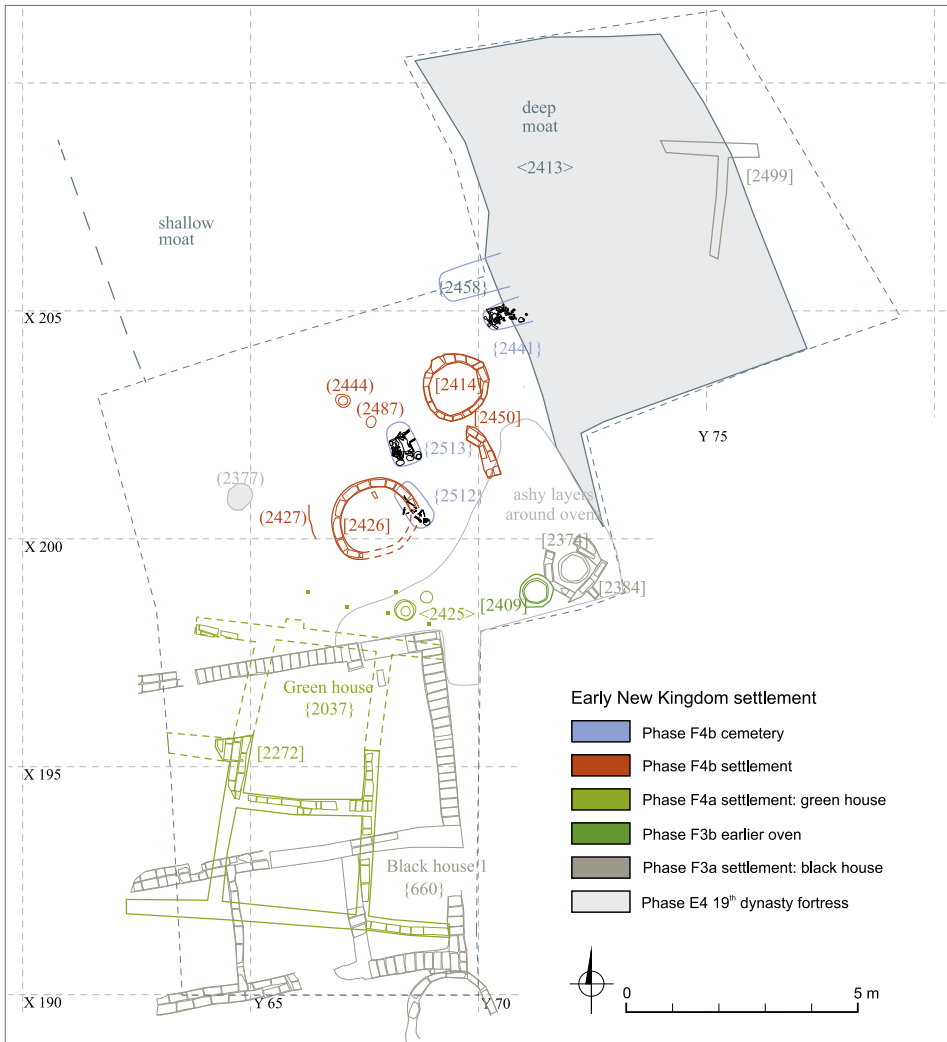 deep
moat
<2413>
[2499]
shallow
moat
{2458}
X 205
{2441}
(2444)
[2414]
(2487)
[2450]
Y 75
{2513}
(2377)
{2512}
ashy layers
around oven
(2427)
[2426]
X 200
[2374]
[2384]
[2409]
<2425>
Green house
{2037}
[2272]
X 195
Black house 1
{660}
X 190
Y 65
Y 70
Early New Kingdom settlement
Phase F4b cemetery
Phase F4b settlement
Phase F4a settlement: green house
Phase F3b earlier oven
Phase F3a settlement: black house
Phase E4 19th dynasty fortress
0
5 m